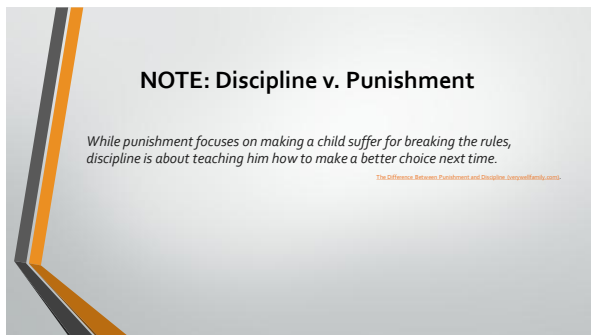 NOTE: Discipline v. Punishment
While punishment focuses on making a child suffer for breaking the rules,
discipline is about teaching him how to make a better choice next time.
The Difference Between Punishment and Discipline (verywellfamily.com).